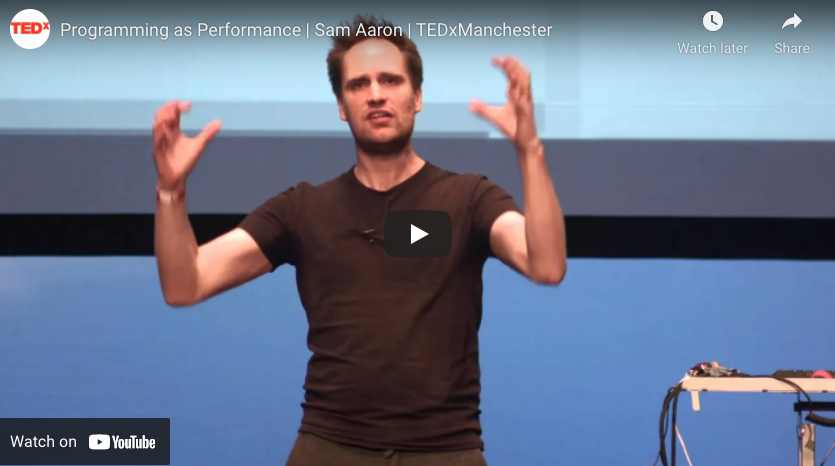 TEDx
Programming as Performance | Sam Aaron | TEDxManchester
Watch later
Share
Watch on YouTube